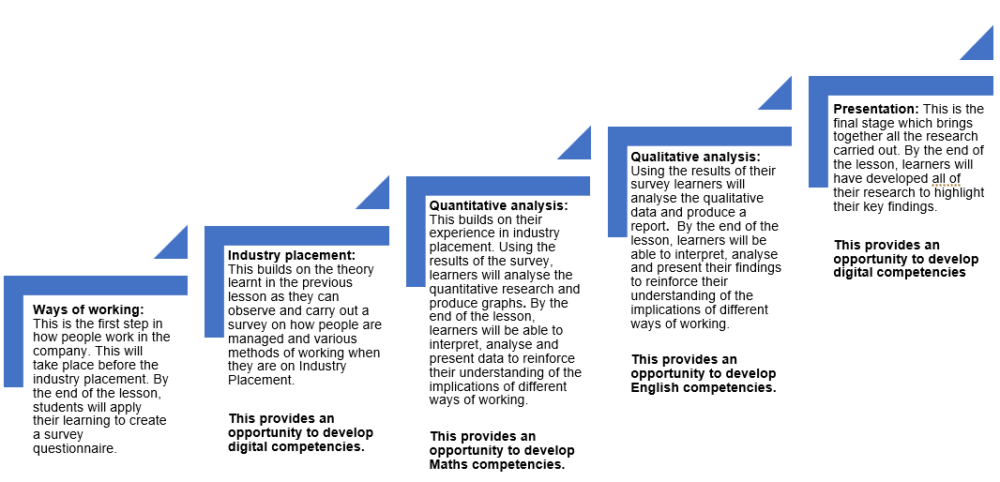 Ways of working:
This is the first step in
how people work in the
company. This will
take place before the
industry placement. By
the end of the lesson,
students will apply
their learning to create
a survey
questionnaire.
Industry placement:
This builds on the theory
learnt in the previous
lesson as they can
observe and carry out a
survey on how people are
managed and various
methods of working when
they are on Industry
Placement.
This provides an
opportunity to develop
digital competencies.
Quantitative analysis:
This builds on their
experience in industry
placement. Using the
results of the survey,
learners will analyse the
quantitative research and
produce graphs. By the
end of the lesson,
learners will be able to
interpret, analyse and
present data to reinforce
their understanding of the
implications of different
ways of working.
This provides an
opportunity to develop
Maths competencies.
Qualitative analysis:
Using the results of their
survey learners will
analyse the qualitative
data and produce a
report. By the end of the
lesson, learners will be
able to interpret, analyse
and present their findings
to reinforce their
understanding of the
implications of different
ways of working.
This provides an
opportunity to develop
English competencies.
Presentation: This is the
final stage which brings
together all the research
carried out. By the end of
the lesson, learners will
have developed all of
their research to highlight
their key findings.
This provides an
opportunity to develop
digital competencies